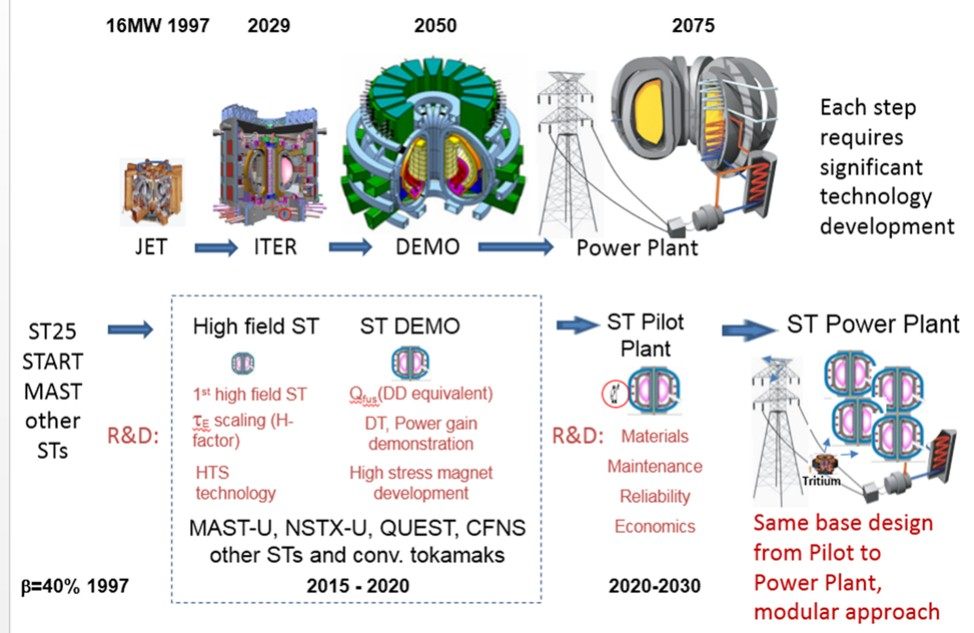 16MW 1997 2029 2050 2075
Each step
requires
significant
technology
development
JET ITER DEMO Power Plant
ST25
START
MAST
other
STs
High field ST
1st high field ST
τE scaling (H-
factor)
HTS
technology
ST DEMO
Qfus(DD equivalent)
DT, Power gain
demonstration
High stress magnet
development
R&D:
MAST-U, NSTX-U, QUEST, CFNS
other STs and conv. tokamaks
β=40% 1997
2015 - 2020
ST Pilot
Plant
R&D: Materials
Maintenance
Reliability
Economics
2020-2030
ST Power Plant
Tritium
Same base design
from Pilot to
Power Plant,
modular approach